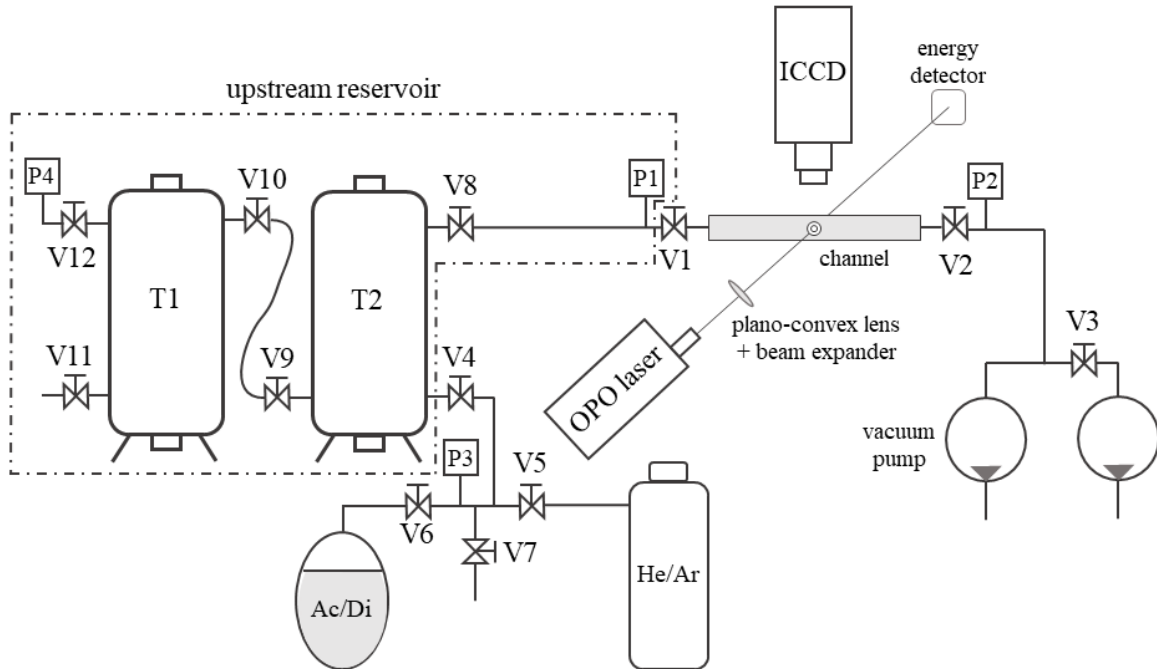 upstream reservoir
ICCD
energy
detector
P4
V10
V8
P1
P2
V12
V1
channel
V2
T1
T2
plano-convex lens
+ beam expander
V3
V11
V9
V4
OPO laser
vacuum
pump
P3
V5
V6
V7
He/Ar
Ac/Di